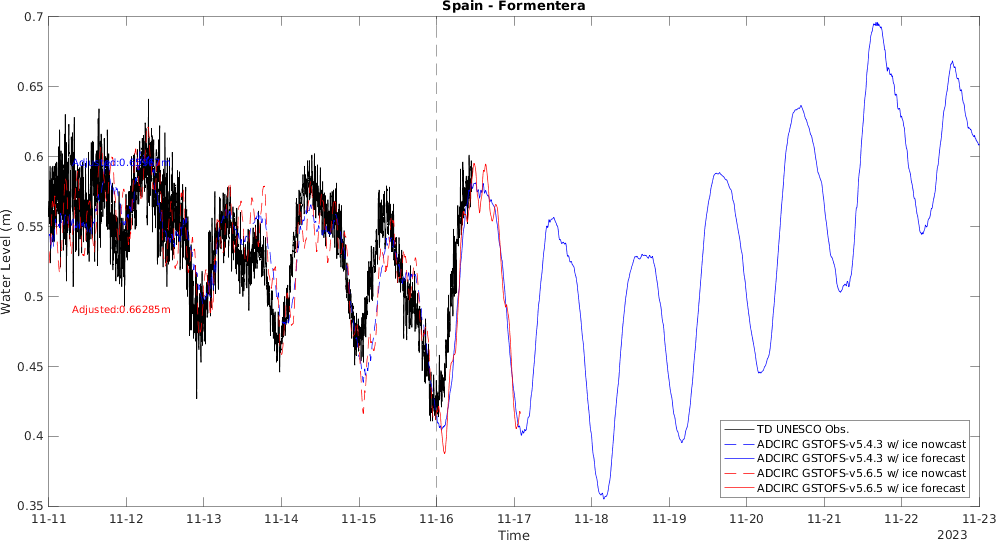 Spain - Formentera
0.7
0.65
0.6
0.55
0.5
0.45
0.4
0.35
Water Level (m)
Adjusted:0.66285m
TD UNESCO Obs.
ADCIRC GSTOFS-v5.4.3 w/ ice nowcast
ADCIRC GSTOFS-v5.4.3 w/ ice forecast
ADCIRC GSTOFS-v5.6.5 w/ ice nowcast
ADCIRC GSTOFS-v5.6.5 w/ ice forecast
11-11 11-12 11-13 11-14 11-15 11-16 11-17 11-18 11-19 11-20 11-21 11-22 11-23
Time
2023